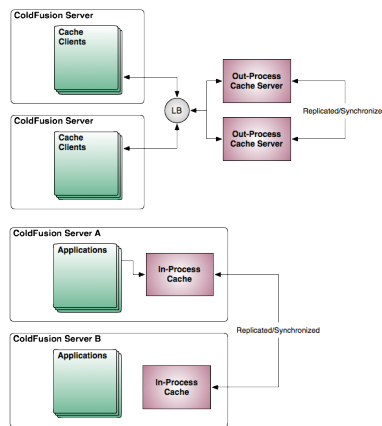 ColdFusion Server
Cache
Clients
LB
Out-Process
Cache Server
Replicated/Synchronize
Out-Process
Cache Server
ColdFusion Server
Cache
Clients
ColdFusion Server A
Applications
In-Process
Cache
Replicated/Synchronized
ColdFusion Server B
Applications
In-Process
Cache